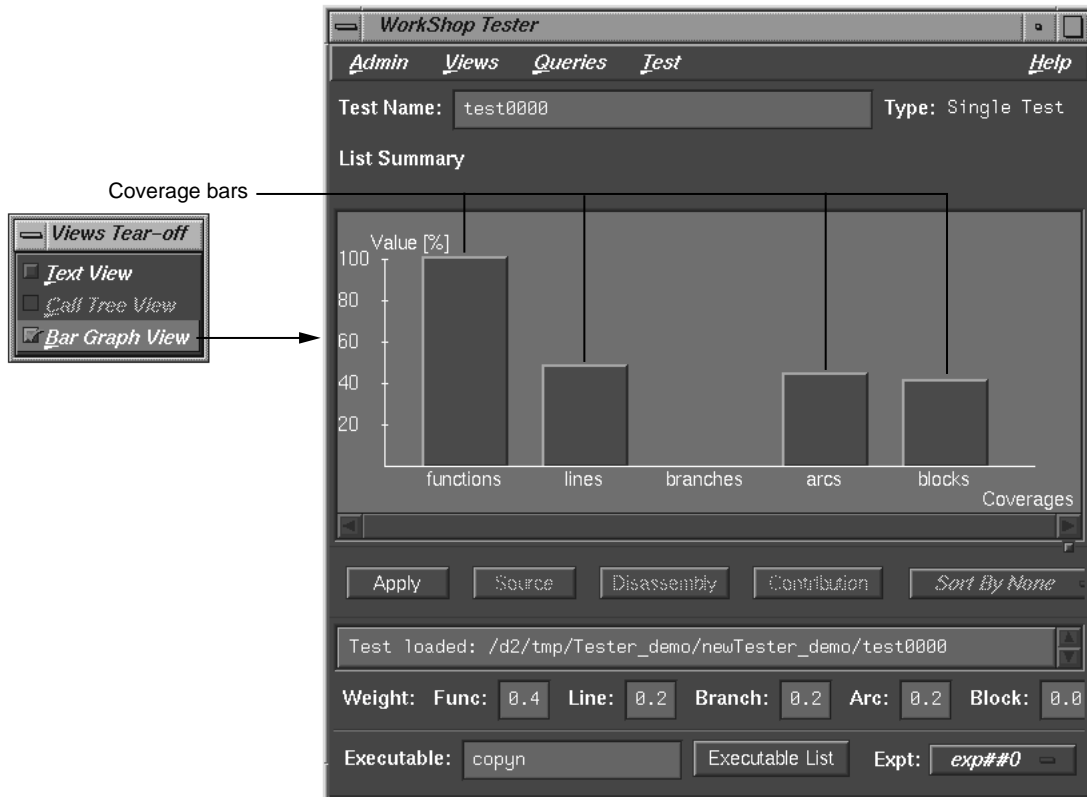 WorkShop Tester
Admin Views Queries Test Help
Test Name: test0000 Type: Single Test
List Summary
Coverage bars
Views Tear-off
Text View
Call Tree View
Bar Graph View
Value [%]
100
80
60
40
20
functions lines branches arcs blocks
Coverages
Apply Source Disassembly Contribution Sort By None
Test loaded: /d2/tmp/Tester_demo/newTester_demo/test0000
Weight: Func: 0.4 Line: 0.2 Branch: 0.2 Arc: 0.2 Block: 0.0
Executable: copyn Executable List Expt: exp##0